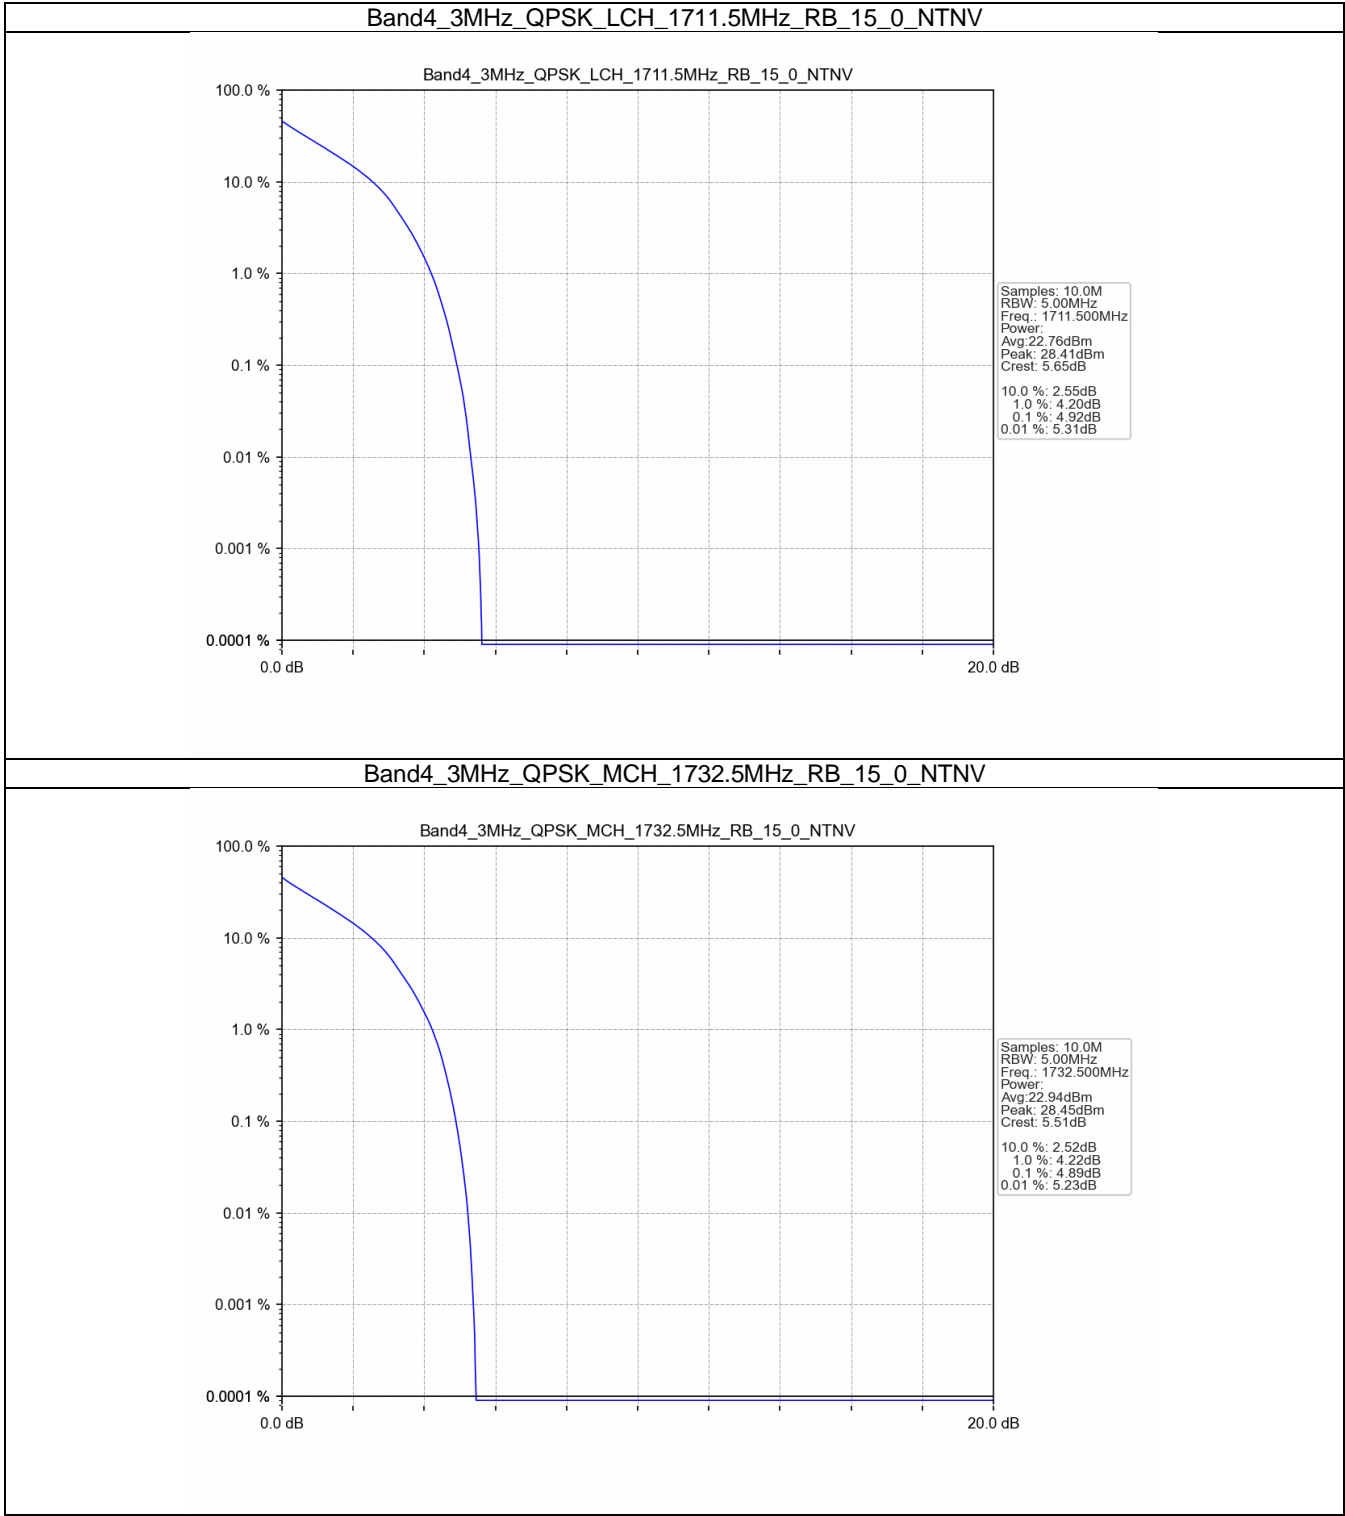 Band4_3MHz_QPSK_LCH_1711.5MHz_RB_15_0_NTNV
Band4_3MHz_QPSK_LCH_1711.5MHz_RB_15_0_NTNV
100.0 %
10.0 %
1.0 %
0.1 %
0.01 %
0.001 %
0.0001 %
0.0 dB
20.0 dB
Samples: 10.0M
RBW: 5.00MHz
Freq.: 1711.500MHz
Power:
Avg:22.76dBm
Peak: 28.41dBm
Crest: 5.65dB
10.0 %: 2.55dB
1.0 %: 4.20dB
0.1 %: 4.92dB
0.01 %: 5.31dB
Band4_3MHz_QPSK_MCH_1732.5MHz_RB_15_0_NTNV
Band4_3MHz_QPSK_MCH_1732.5MHz_RB_15_0_NTNV
100.0 %
10.0 %
1.0 %
0.1 %
0.01 %
0.001 %
0.0001 %
0.0 dB
20.0 dB
Samples: 10.0M
RBW: 5.00MHz
Freq.: 1732.500MHz
Power:
Avg:22.94dBm
Peak: 28.45dBm
Crest: 5.51dB
10.0 %: 2.52dB
1.0 %: 4.22dB
0.1 %: 4.89dB
0.01 %: 5.23dB